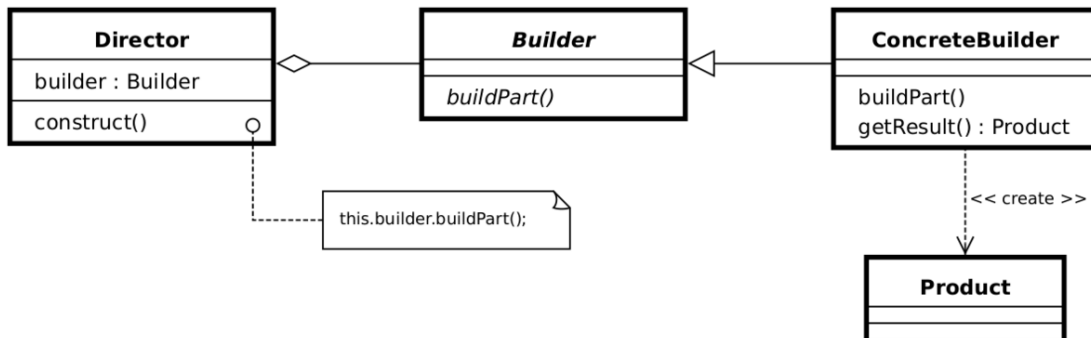 Director
builder : Builder
construct()
this.builder.buildPart();
Builder
buildPart()
ConcreteBuilder
buildPart()
getResult() : Product
<< create >>
Product